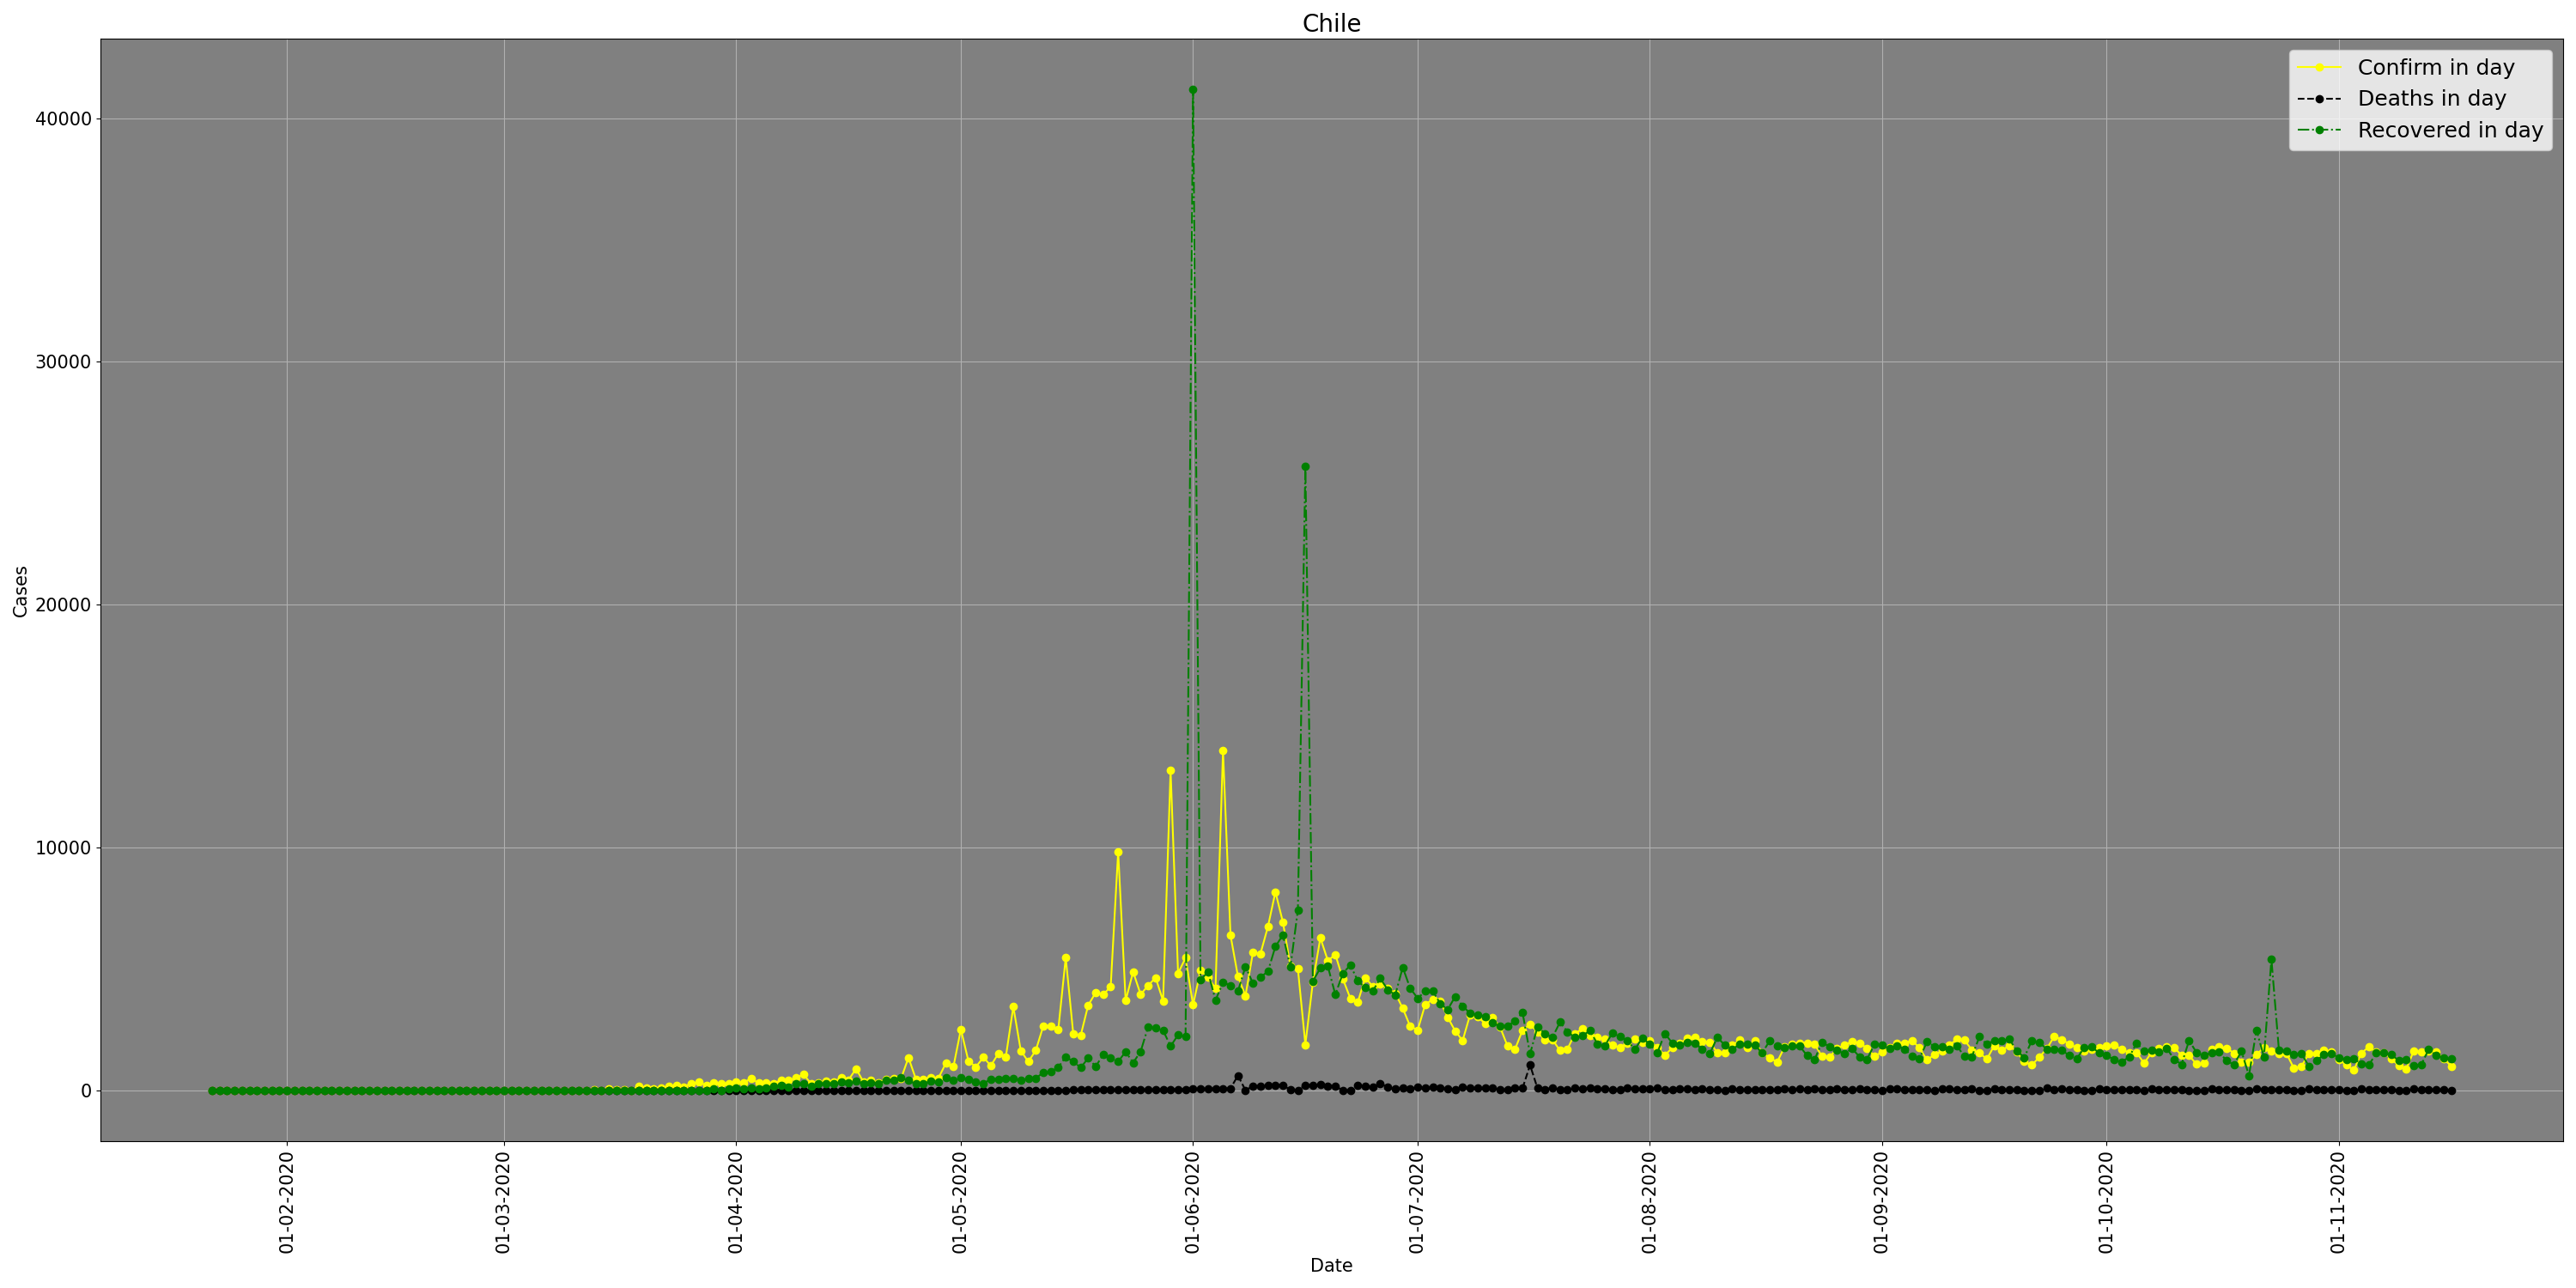 Chile
Confirm in day
Deaths in day
Recovered in day
Cases
40000
30000
20000
10000
0
01-02-2020
01-03-2020
01-04-2020
01-05-2020
01-06-2020
01-07-2020
01-08-2020
01-09-2020
01-10-2020
01-11-2020
Date